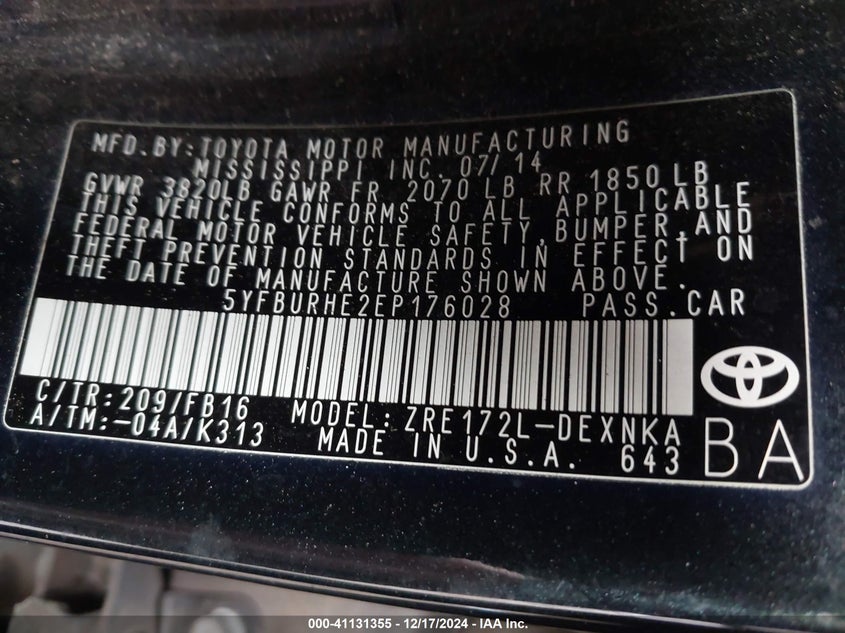 MFD.BY:TOYOTA MOTOR MANUFACTURING
MISSISSIPPI INC. 07/14
GVWR 3820LB GAWR FR 2070 LB RR 1850 LB
THIS VEHICLE CONFORMS TO ALL APPLICABLE
FEDERAL MOTOR VEHICLE SAFETY, BUMPER, AND
THEFT PREVENTION STANDARDS IN EFFECT ON
THE DATE OF MANUFACTURE SHOWN ABOVE.
5YFBURHE2EP176028 PASS.CAR
C/TR:209/FB16 MODEL:ZRE172L-DEXNKA
A/TM:-04A/K313 MADE IN U.S.A. 643
BA
000-41131355 - 12/17/2024 - IAA Inc.